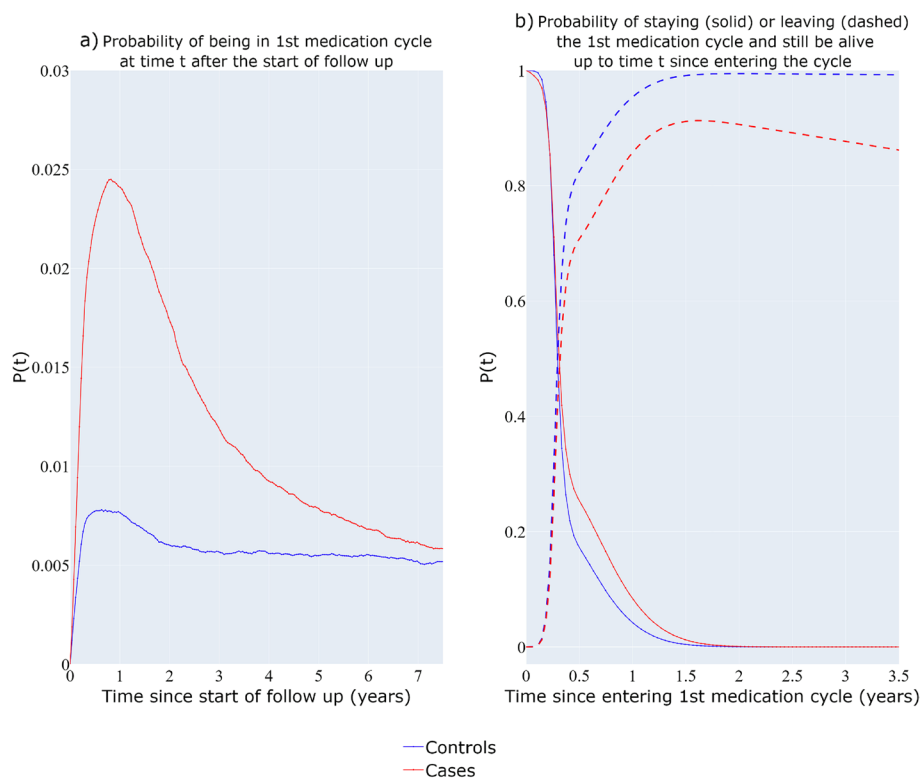 a) Probability of being in 1st medication cycle
at time t after the start of follow up
0.03
0.025
0.02
0.015
0.01
0.005
0
P(t)
0 1 2 3 4 5 6 7
Time since start of follow up (years)
b) Probability of staying (solid) or leaving (dashed)
the 1st medication cycle and still be alive
up to time t since entering the cycle
1
0.8
0.6
0.4
0.2
0
P(t)
0 0.5 1 1.5 2 2.5 3 3.5
Time since entering 1st medication cycle (years)
Controls
Cases